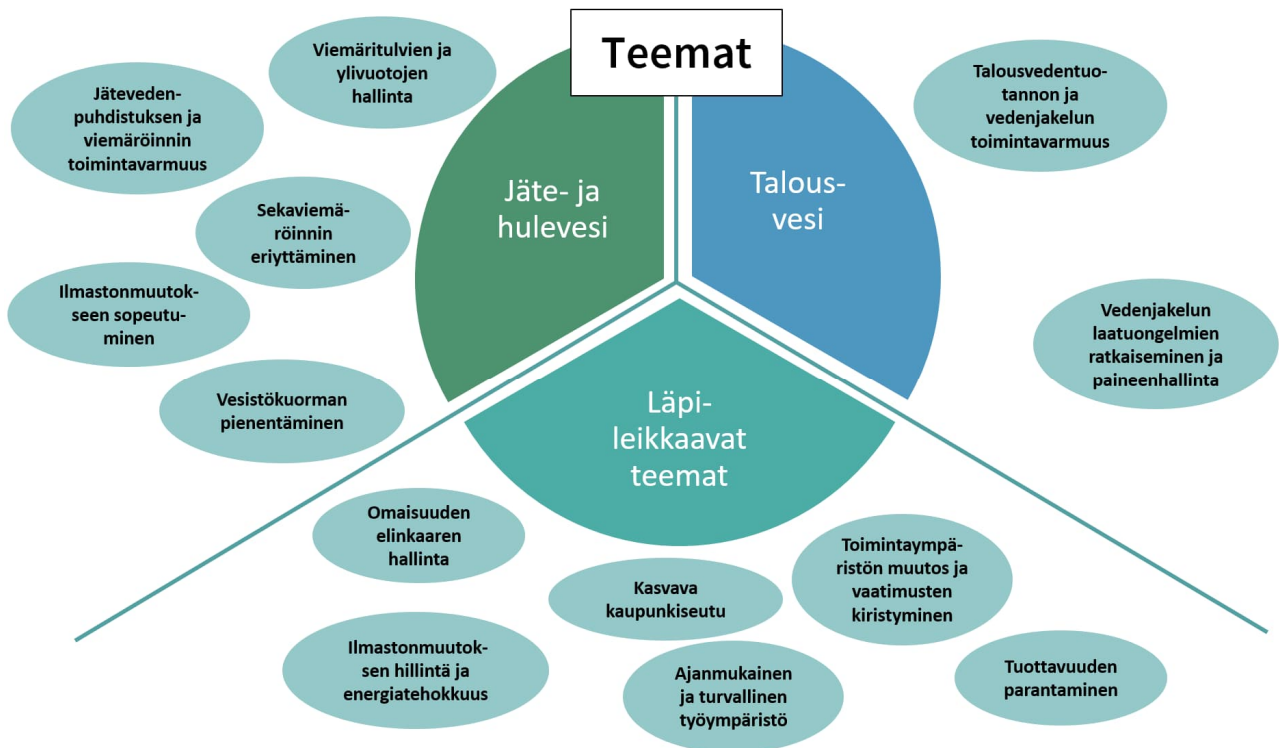 Teemat
Viemäritulvien ja
ylivuotojen
hallinta
Jäteveden-
puhdistuksen ja
viemäröinnin
toimintavarmuus
Sekaviemä-
röinnin
eriyttäminen
Ilmastonmuutok-
seen sopeutu-
minen
Vesistökuorman
pienentäminen
Jäte- ja
hulevesi
Talous-
vesi
Talousvedentuo-
tannon ja
vedenjakelun
toimintavarmuus
Vedenjakelun
laatuongelmien
ratkaiseminen ja
paineenhallinta
Läpi-
leikkaavat
teemat
Omaisuuden
elinkaaren
hallinta
Ilmastonmuutok-
sen hillintä ja
energiatehokkuus
Kasvava
kaupunkiseutu
Ajanmukainen
ja turvallinen
työympäristö
Toimintaympä-
ristön muutos ja
vaatimusten
kiristyminen
Tuottavuuden
parantaminen